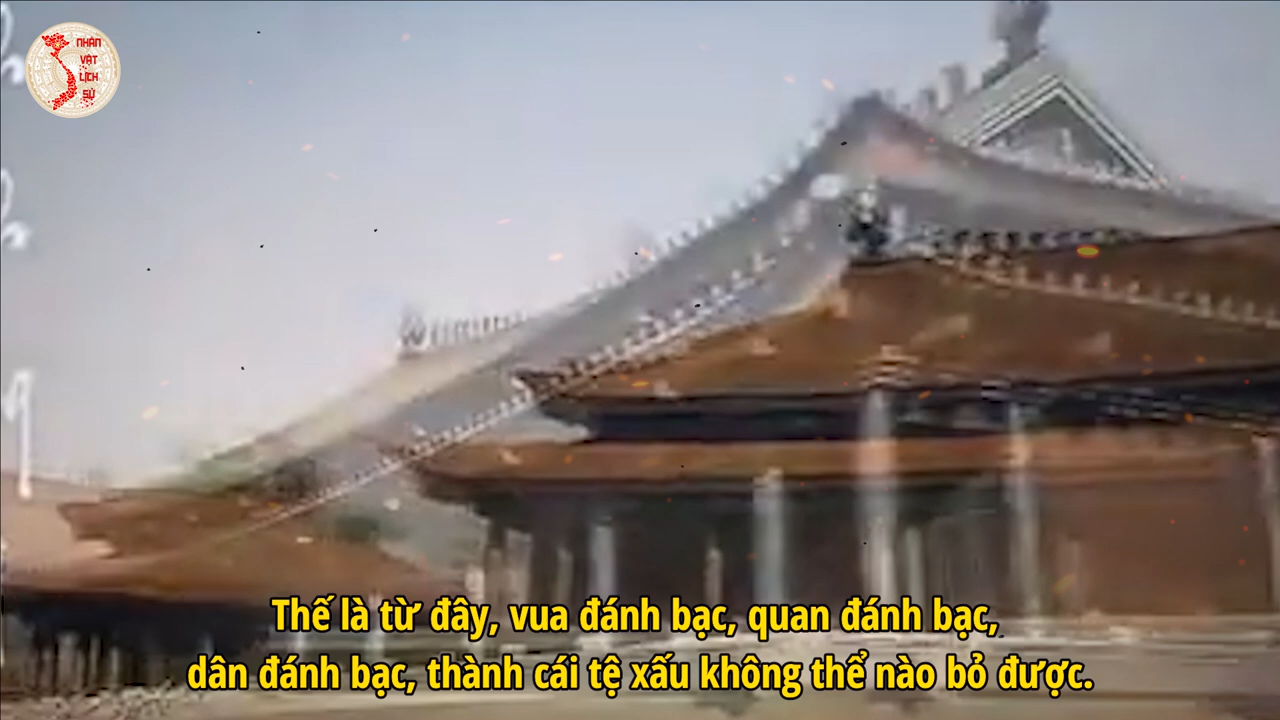 NHÂN
VẬT
LỊCH
SỬ
Thế là từ đây, vua đánh bạc, quan đánh bạc,
dân đánh bạc, thành cái tệ xấu không thể nào bỏ được.